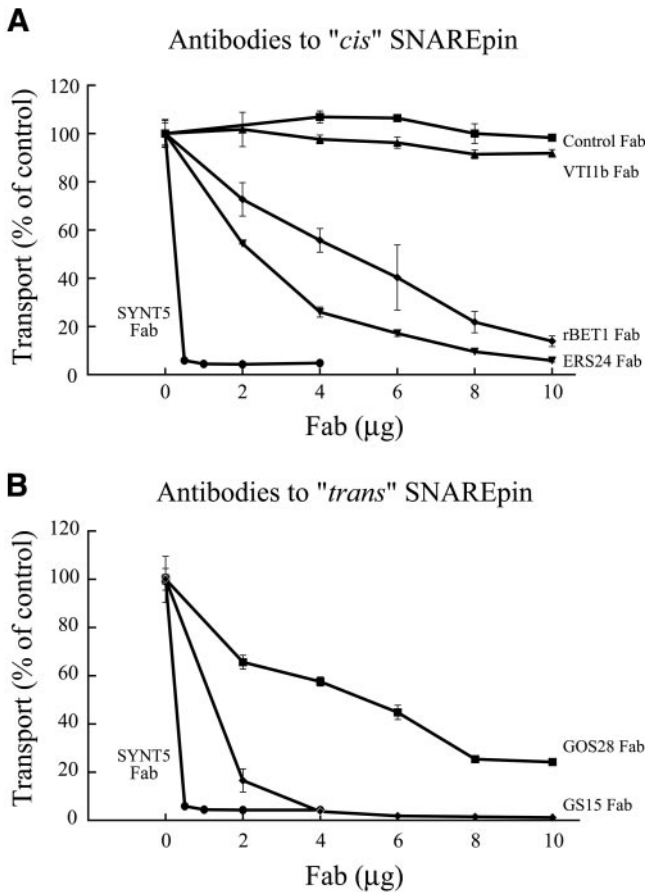 A
Antibodies to "cis" SNAREpin
Transport (% of control)
120
100
80
60
40
20
0
Control Fab
VTI1b Fab
SYNT5
Fab
rBET1 Fab
ERS24 Fab
0 2 4 6 8 10
Fab (µg)
B
Antibodies to "trans" SNAREpin
Transport (% of control)
120
100
80
60
40
20
0
SYNT5
Fab
GOS28 Fab
GS15 Fab
0 2 4 6 8 10
Fab (µg)